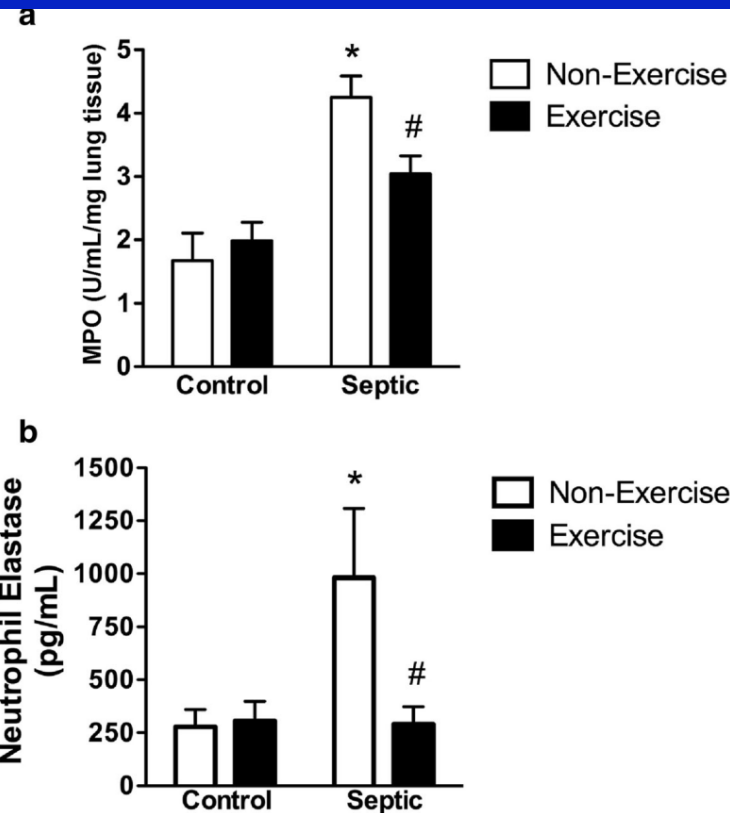 a
MPO (U/mL/mg lung tissue)
5
4
3
2
1
0
*
#
Non-Exercise
Exercise
Control Septic
b
Neutrophil Elastase
(pg/mL)
1500
1250
1000
750
500
250
0
*
#
Non-Exercise
Exercise
Control Septic